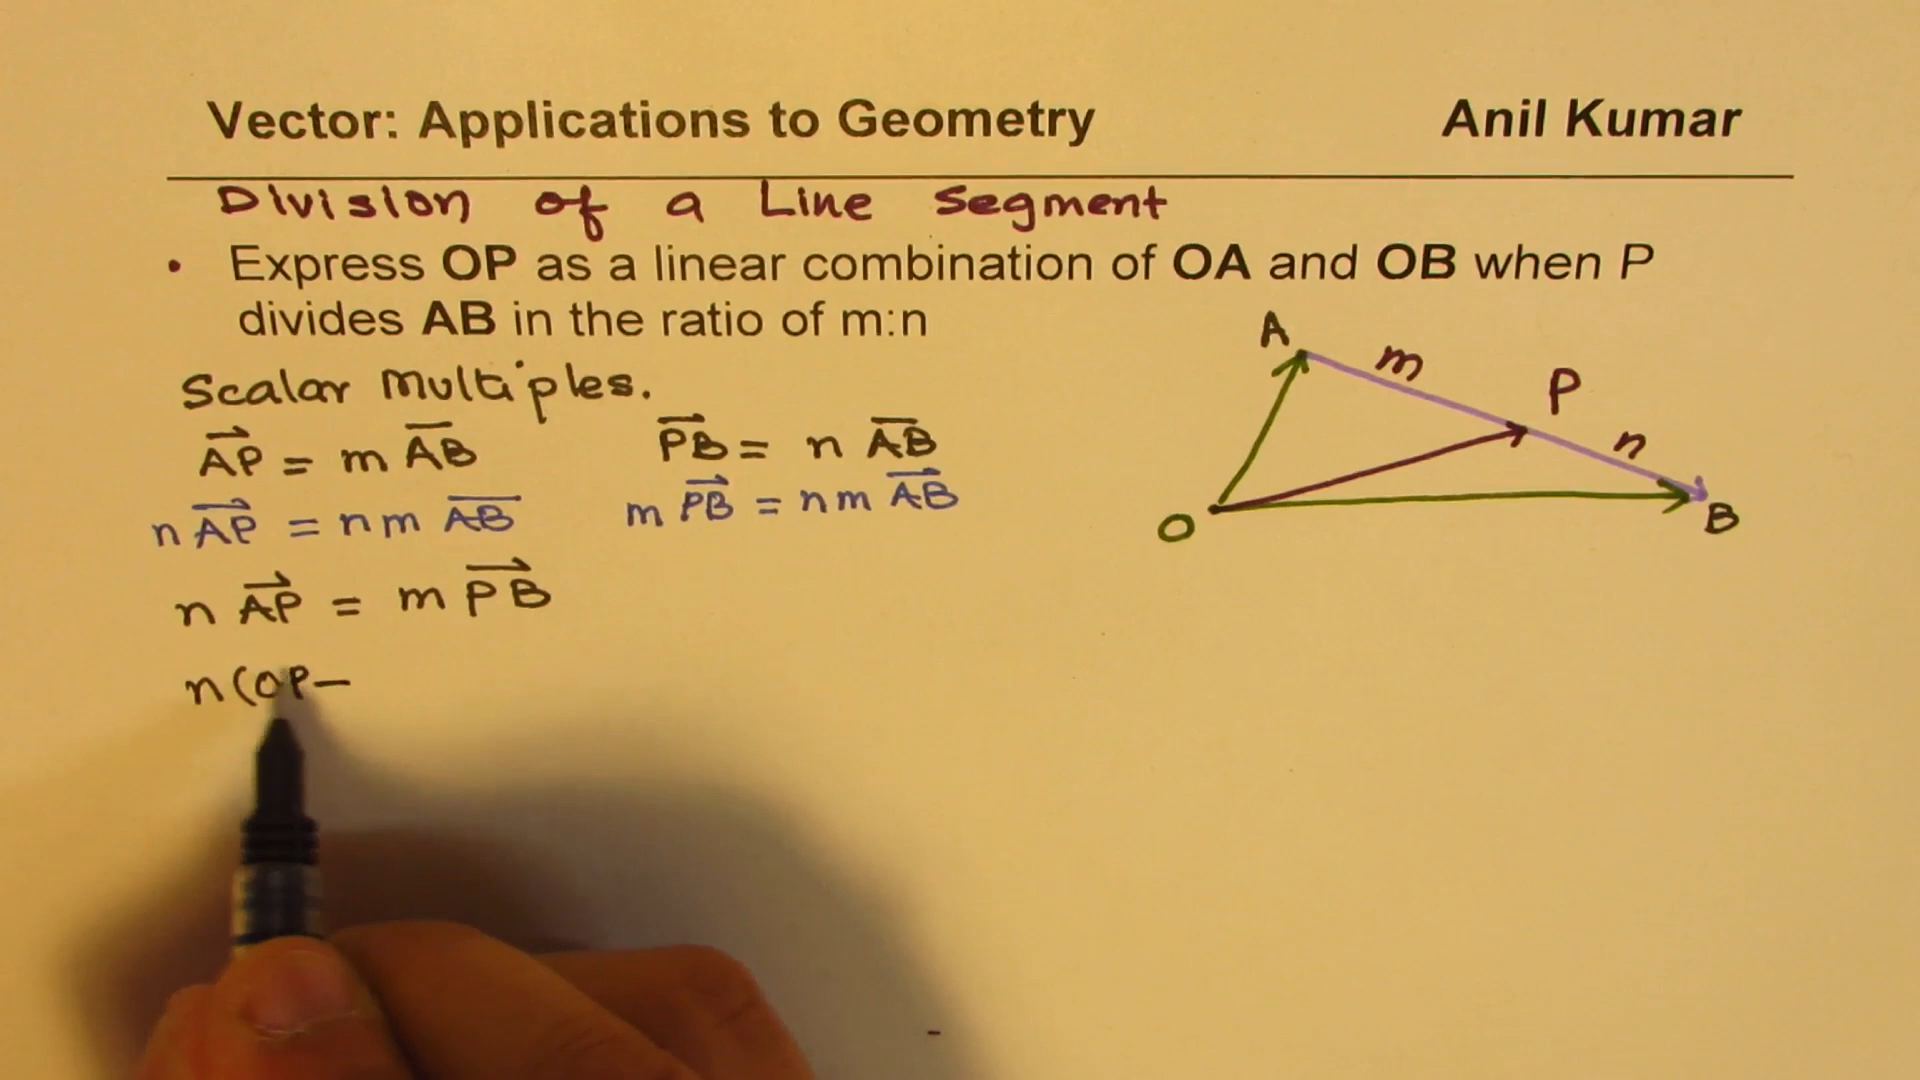 Vector: Applications to Geometry Anil Kumar
Division of a Line Segment
• Express OP as a linear combination of OA and OB when P
divides AB in the ratio of m:n
Scalar Multiples.
AP = m AB PB = n AB
n AP = n m AB m PB = n m AB
n AP = m PB
n (OP –
A
m
P
n
O
B